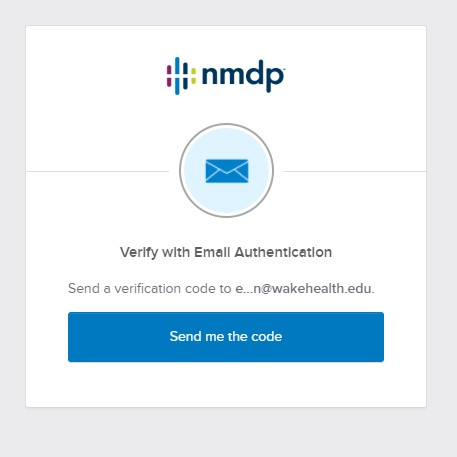 nmdp
Verify with Email Authentication
Send a verification code to e...n@wakehealth.edu.
Send me the code